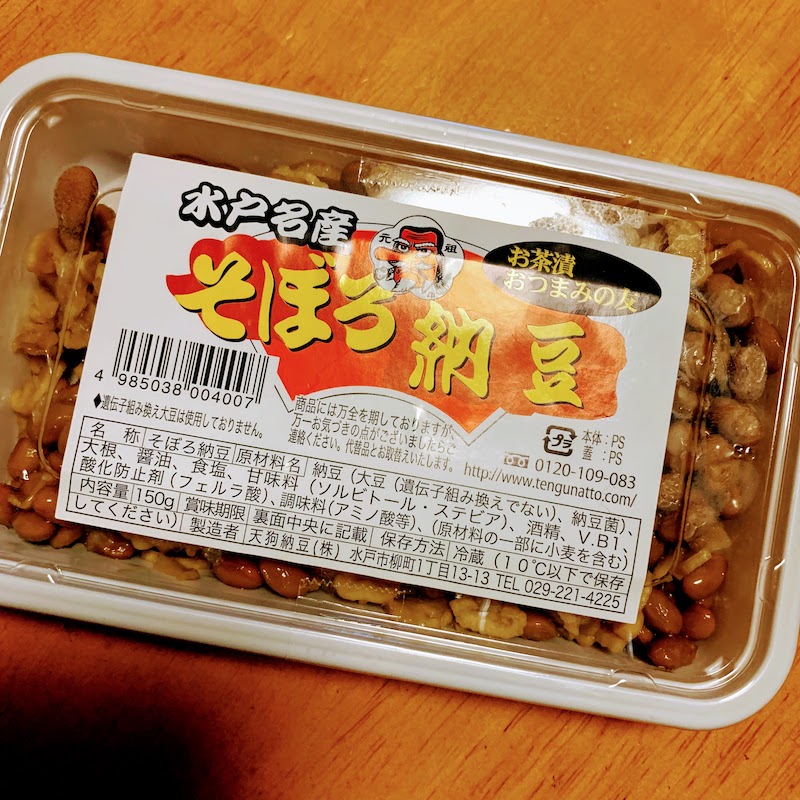 水戸名産
元祖
お茶漬
おつまみの友
そぼろ納豆
4 985038 004007
◆遺伝子組み換え大豆は使用しておりません。
商品には万全を期しておりますが、
万一お気づきの点がございましたらご
連絡ください。代替品とお取替えいたします。
プラ
本体:PS
蓋:PS
0120-109-083
http://www.tengunatto.com/
名称 そぼろ納豆 原材料名 納豆(大豆(遺伝子組み換えでない)、納豆菌)、
大根、醤油、食塩、甘味料(ソルビトール・ステビア)、酒精、V.B1、
酸化防止剤(フェルラ酸)、調味料(アミノ酸等)、(原材料の一部に小麦を含む)
内容量 150g 賞味期限 裏面中央に記載 保存方法 冷蔵(10℃以下で保存
してください) 製造者 天狗納豆(株) 水戸市柳町1丁目13-13 TEL 029-221-4225